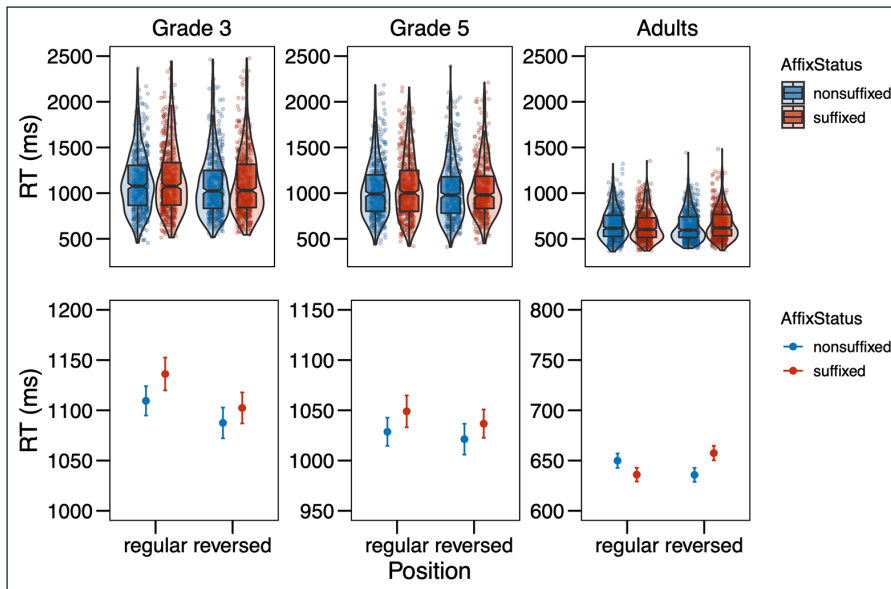 Grade 3 Grade 5 Adults
RT (ms)
2500 2500 2500
2000 2000 2000
1500 1500 1500
1000 1000 1000
500 500 500
AffixStatus
nonsuffixed
suffixed
RT (ms)
1200 1150 800
1150 1100 750
1100 1050 700
1050 1000 650
1000 950 600
AffixStatus
nonsuffixed
suffixed
regular reversed regular reversed regular reversed
Position